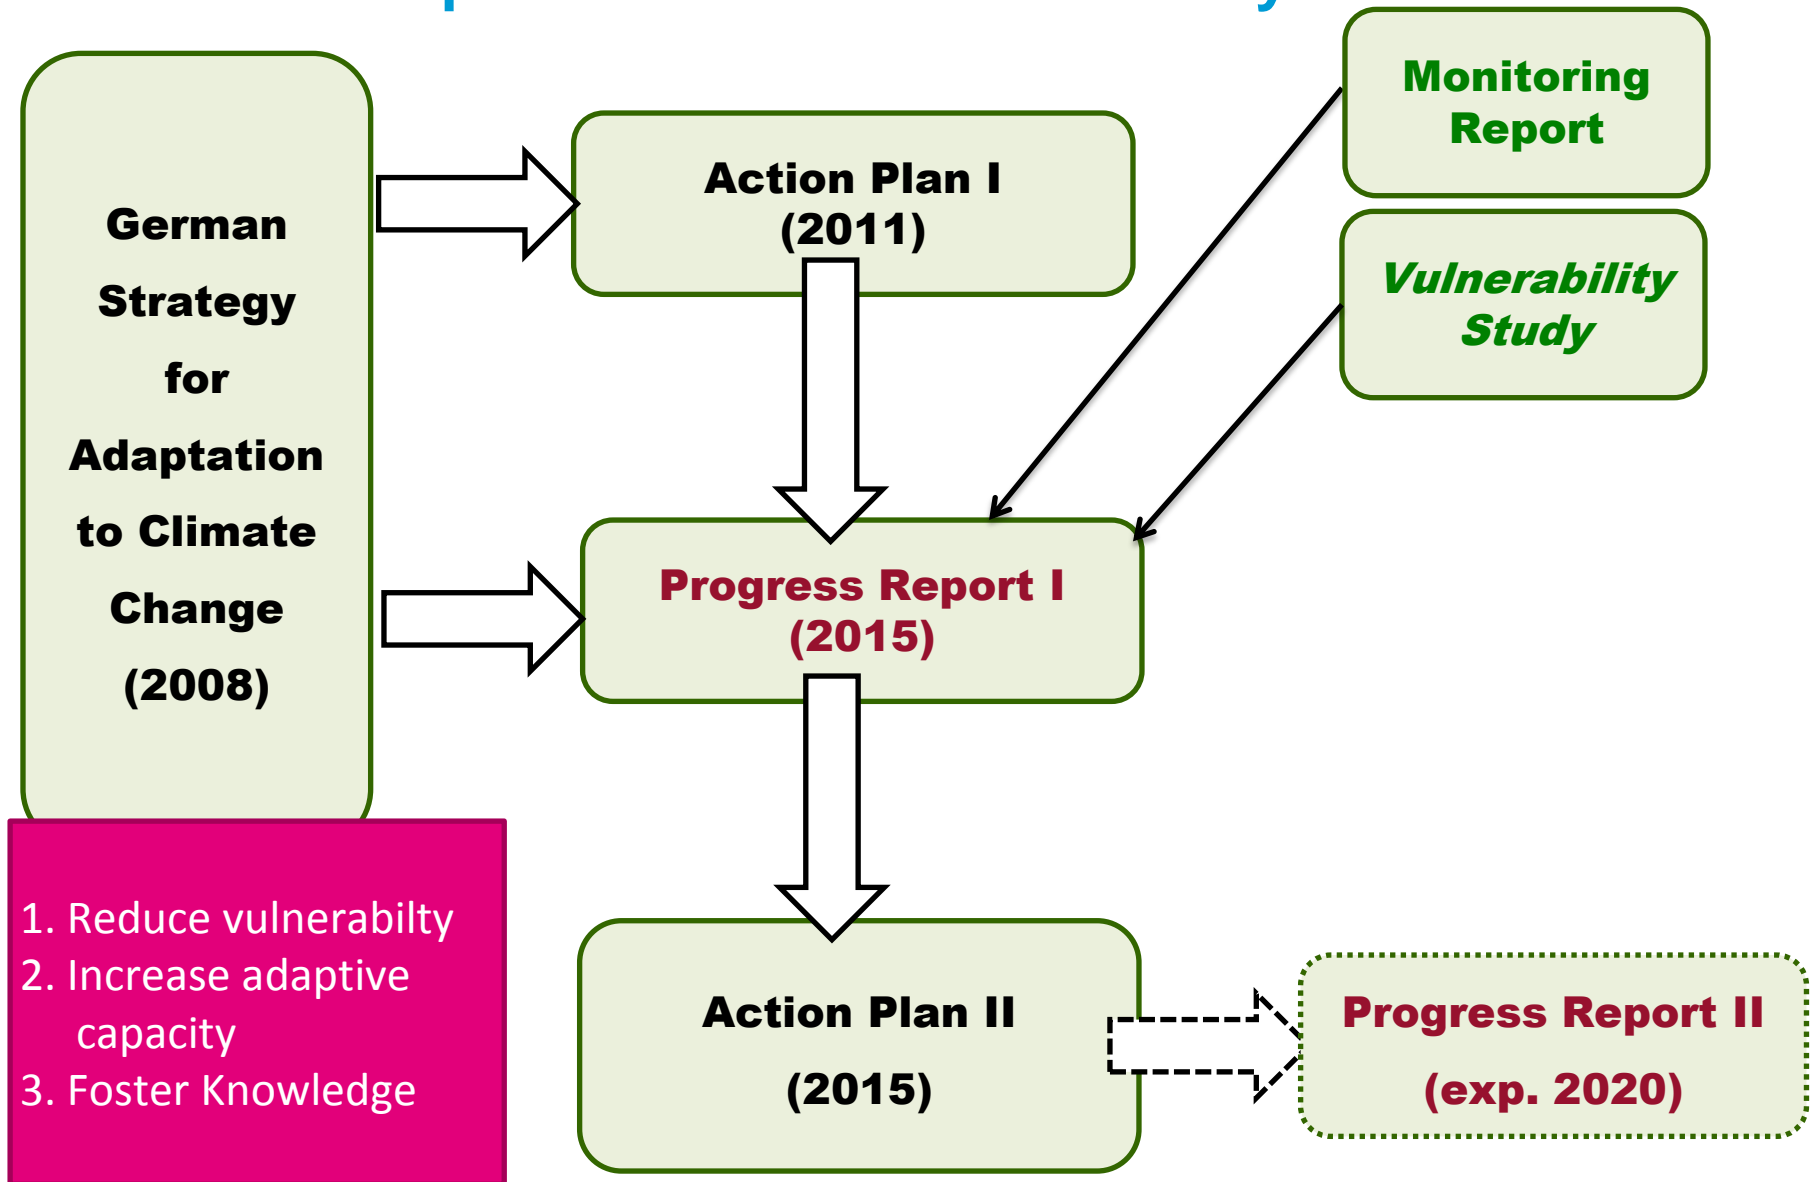 German
Strategy
for
Adaptation
to Climate
Change
(2008)
Action Plan I
(2011)
Monitoring
Report
Vulnerability
Study
Progress Report I
(2015)
1. Reduce vulnerabilty
2. Increase adaptive
capacity
3. Foster Knowledge
Action Plan II
(2015)
Progress Report II
(exp. 2020)